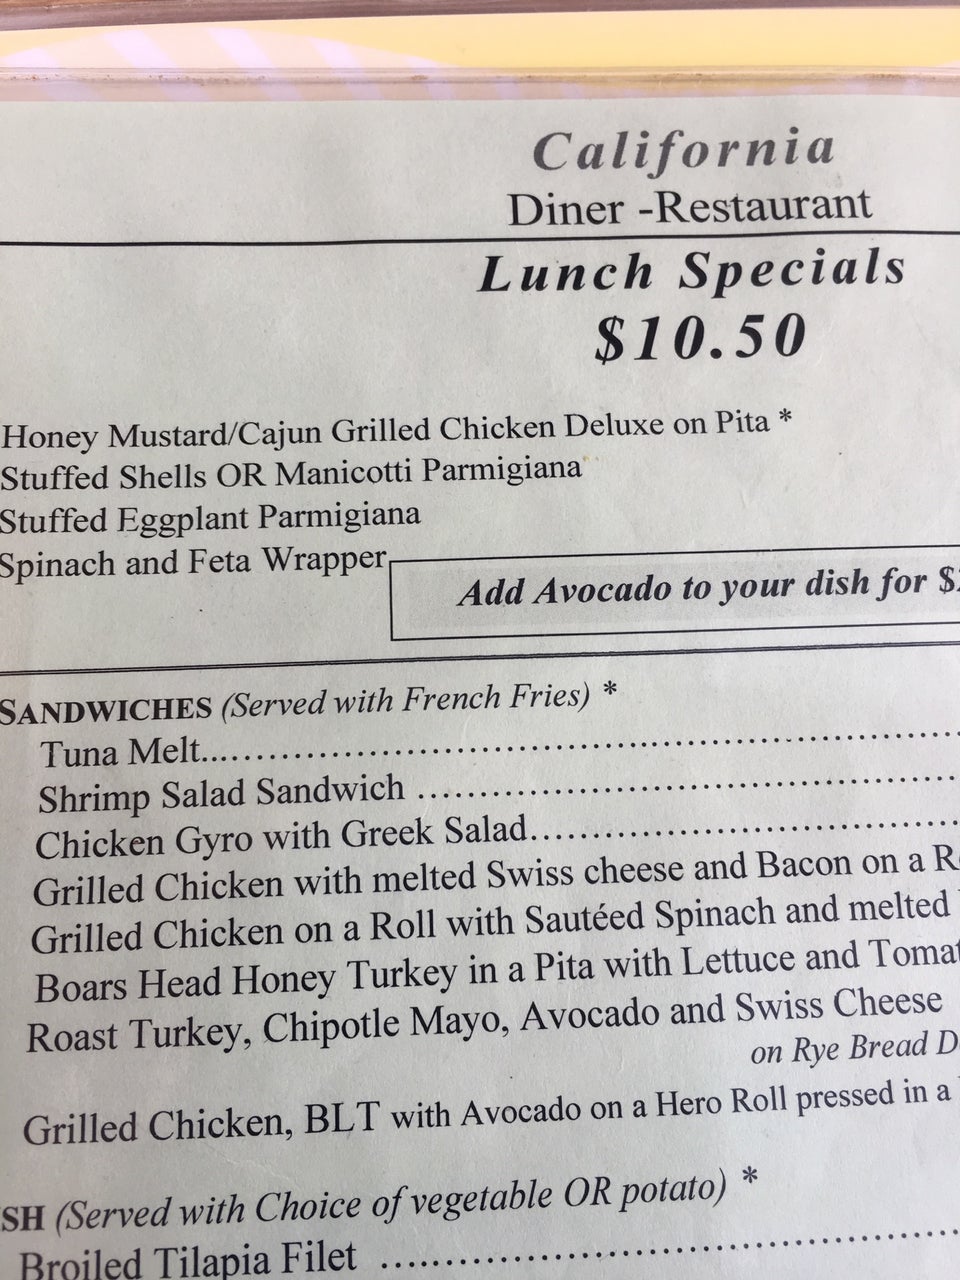 California
Diner -Restaurant
Lunch Specials
$10.50
Honey Mustard/Cajun Grilled Chicken Deluxe on Pita *
Stuffed Shells OR Manicotti Parmigiana
Stuffed Eggplant Parmigiana
Spinach and Feta Wrapper
Add Avocado to your dish for
SANDWICHES (Served with French Fries) *
Tuna Melt..............................
Shrimp Salad Sandwich ..............................
Chicken Gyro with Greek Salad..............................
Grilled Chicken with melted Swiss cheese and Bacon on a
Grilled Chicken on a Roll with Sautéed Spinach and melted
Boars Head Honey Turkey in a Pita with Lettuce and
Roast Turkey, Chipotle Mayo, Avocado and Swiss Cheese
on Rye Bread
Grilled Chicken, BLT with Avocado on a Hero Roll pressed in a
(Served with Choice of vegetable OR potato) *
Broiled Tilapia Filet ..............................